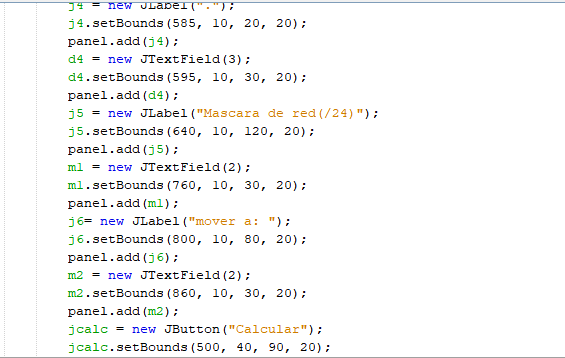 j4 = new JLabel(".");
j4.setBounds(585, 10, 20, 20);
panel.add(j4);
d4 = new JTextField(3);
d4.setBounds(595, 10, 30, 20);
panel.add(d4);
j5 = new JLabel("Mascara de red(/24)");
j5.setBounds(640, 10, 120, 20);
panel.add(j5);
m1 = new JTextField(2);
m1.setBounds(760, 10, 30, 20);
panel.add(m1);
j6= new JLabel("mover a: ");
j6.setBounds(800, 10, 80, 20);
panel.add(j6);
m2 = new JTextField(2);
m2.setBounds(860, 10, 30, 20);
panel.add(m2);
jcalc = new JButton("Calcular");
jcalc.setBounds(500, 40, 90, 20);